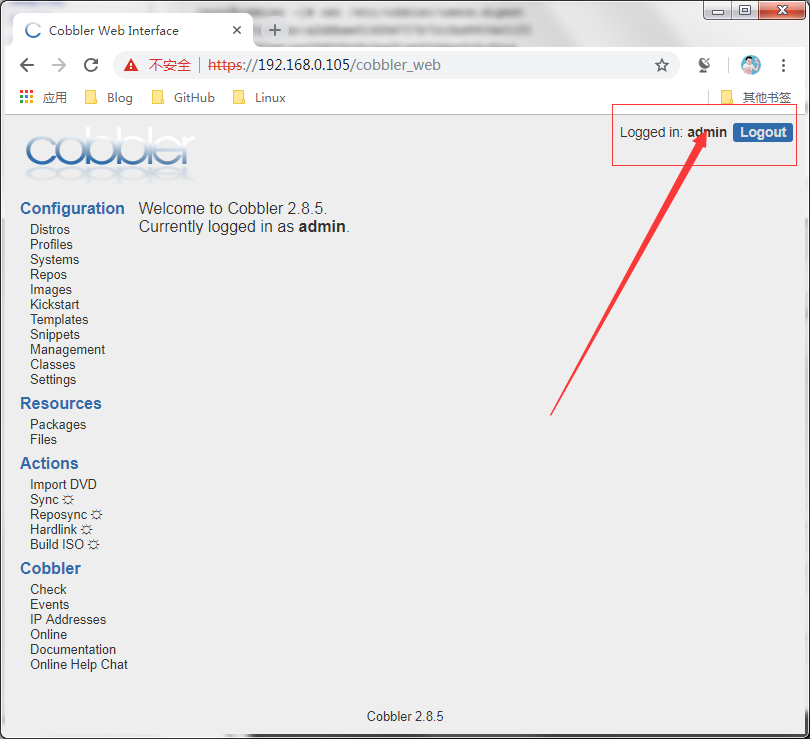 Cobbler Web Interface
不安全 https://192.168.0.105/cobbler_web
应用 Blog GitHub Linux 其他书签
cobbler
Logged in: admin Logout
Configuration
Distros
Profiles
Systems
Repos
Images
Kickstart
Templates
Snippets
Management
Classes
Settings
Resources
Packages
Files
Actions
Import DVD
Sync
Reposync
Hardlink
Build ISO
Cobbler
Check
Events
IP Addresses
Online
Documentation
Online Help Chat
Welcome to Cobbler 2.8.5.
Currently logged in as admin.
Cobbler 2.8.5